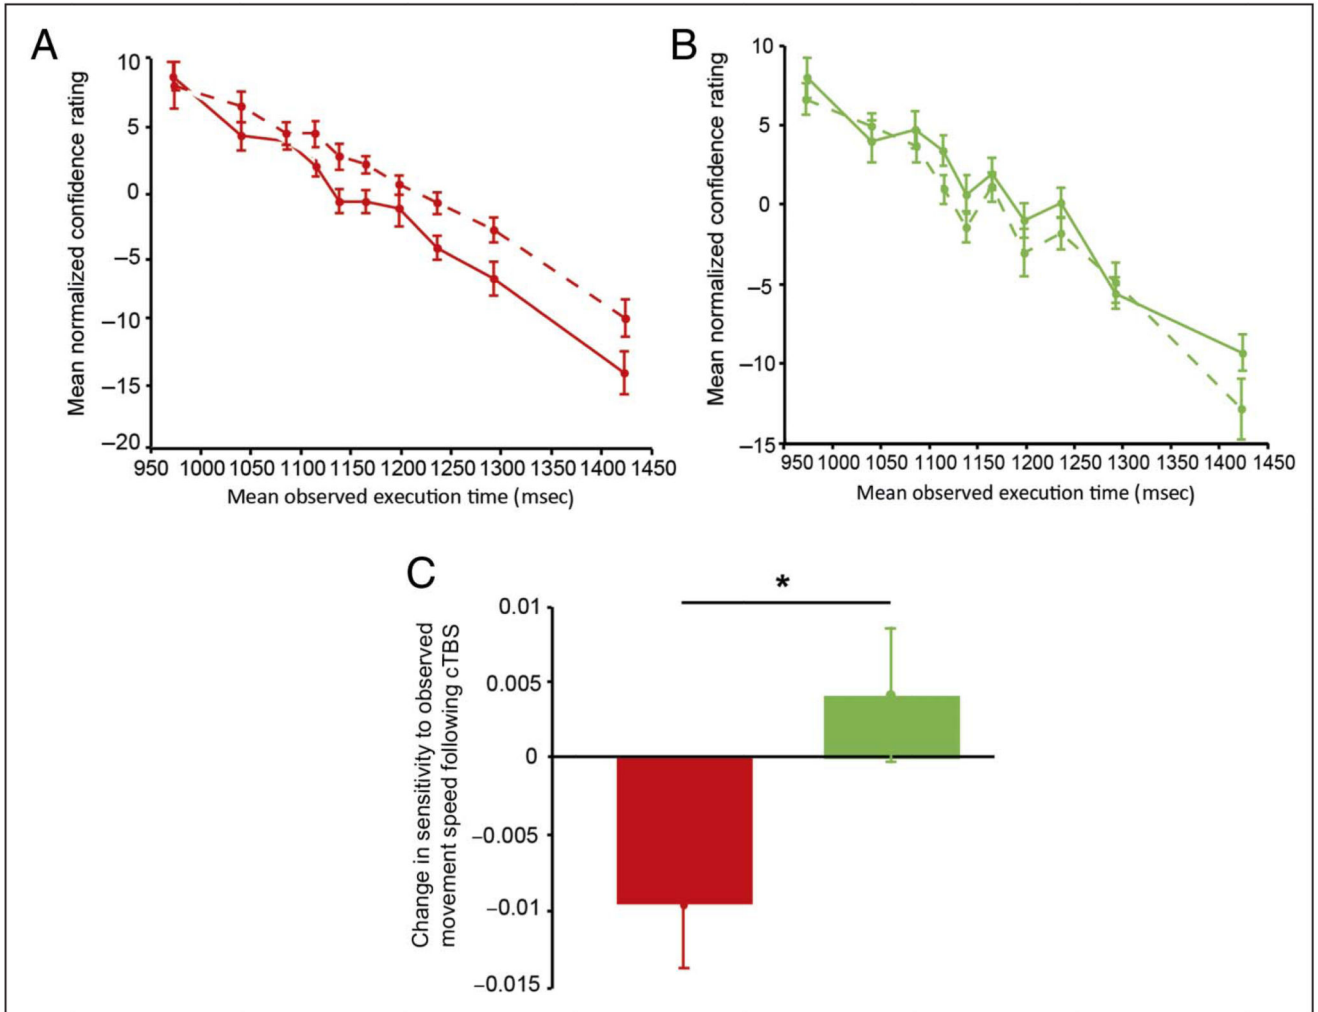 A
Mean normalized confidence rating
10
5
0
–5
–10
–15
–20
950 1000 1050 1100 1150 1200 1250 1300 1350 1400 1450
Mean observed execution time (msec)
B
Mean normalized confidence rating
10
5
0
–5
–10
–15
950 1000 1050 1100 1150 1200 1250 1300 1350 1400 1450
Mean observed execution time (msec)
C
Change in sensitivity to observed
movement speed following cTBS
*
0.01
0.005
0
–0.005
–0.01
–0.015